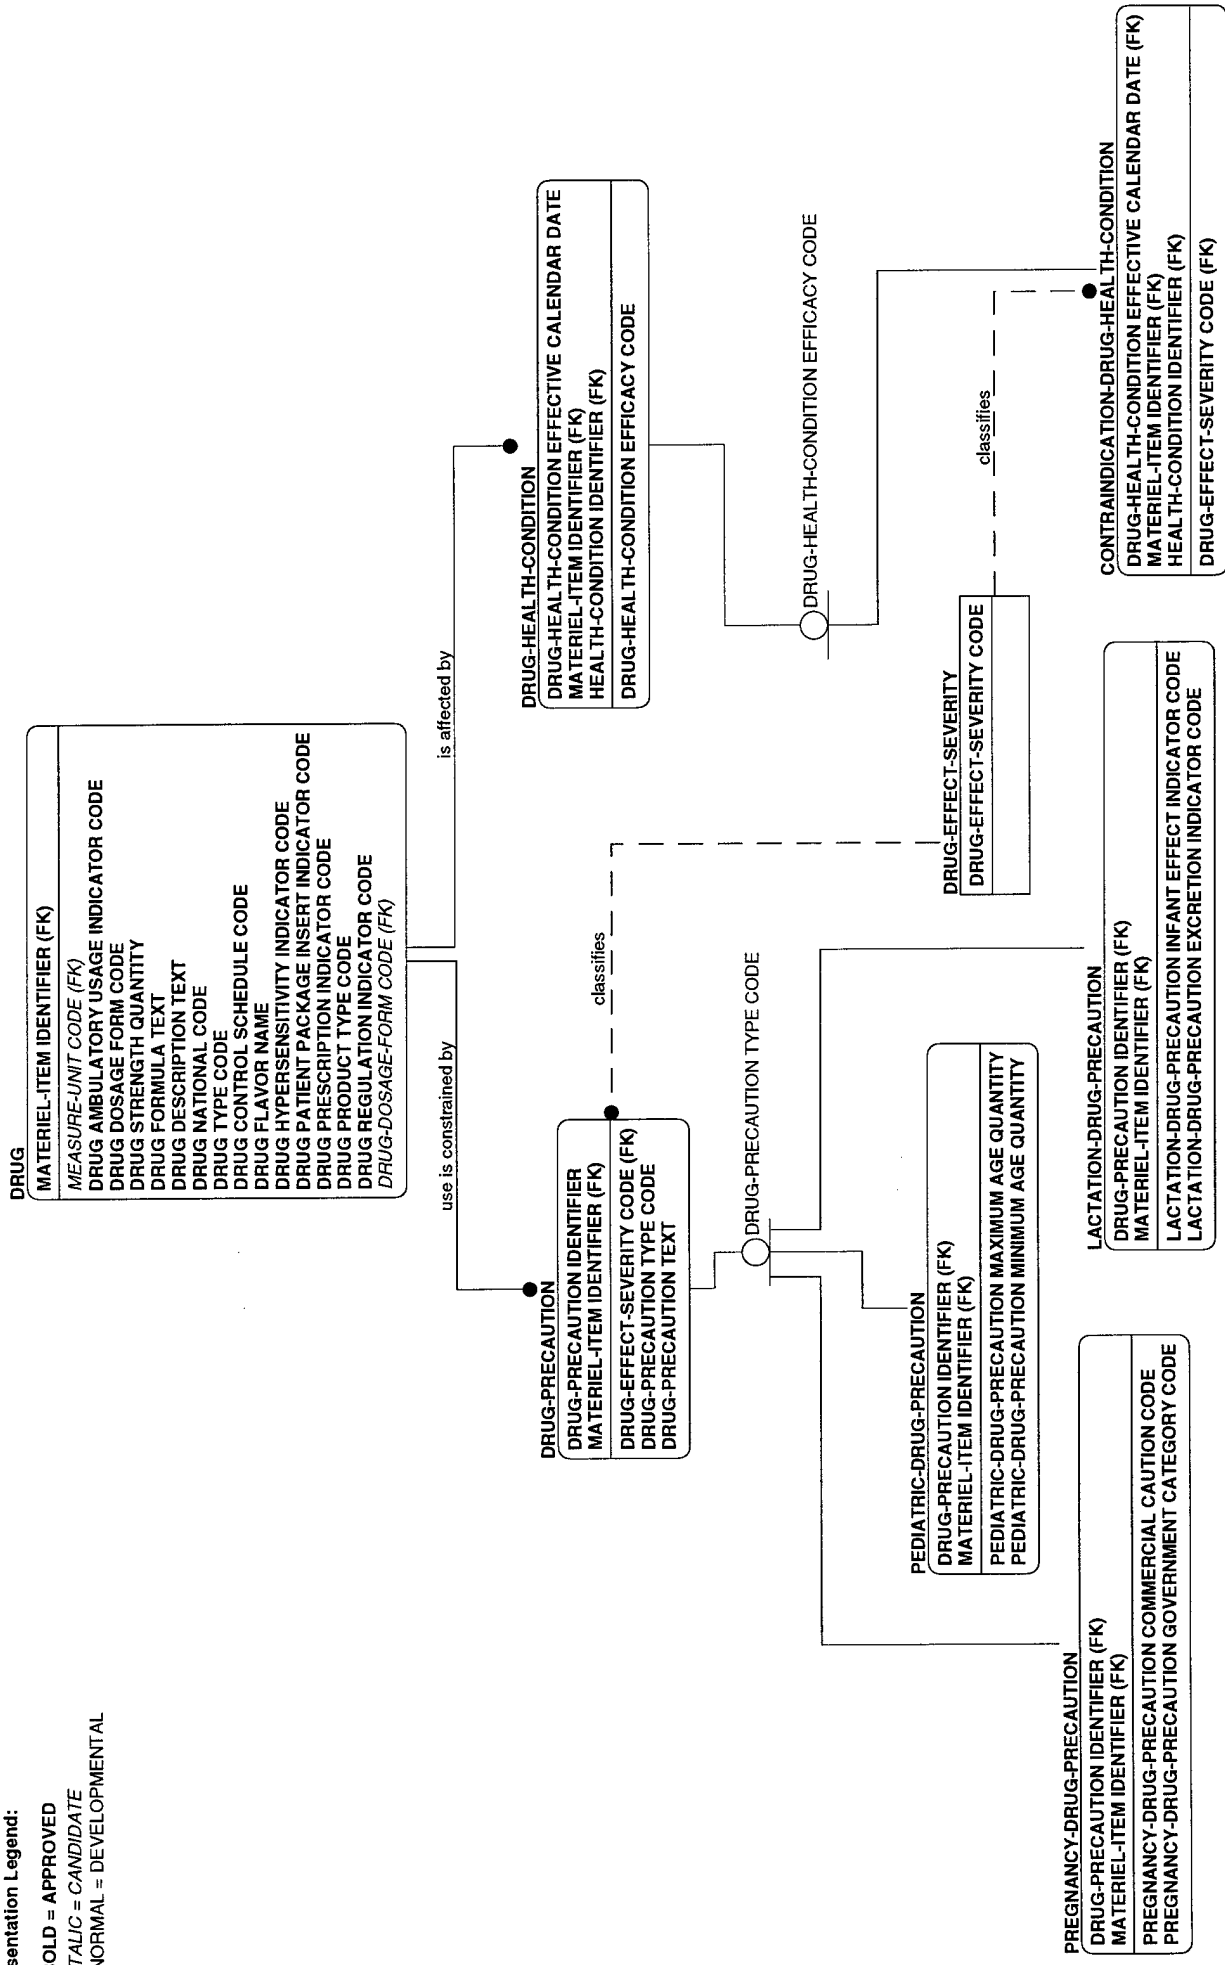 sentation Legend:
OLD = APPROVED
TALIC = CANDIDATE
NORMAL = DEVELOPMENTAL
DRUG
MATERIEL-ITEM IDENTIFIER (FK)
MEASURE-UNIT CODE (FK)
DRUG AMBULATORY USAGE INDICATOR CODE
DRUG DOSAGE FORM CODE
DRUG STRENGTH QUANTITY
DRUG FORMULA TEXT
DRUG DESCRIPTION TEXT
DRUG NATIONAL CODE
DRUG TYPE CODE
DRUG CONTROL SCHEDULE CODE
DRUG FLAVOR NAME
DRUG HYPERSENSITIVITY INDICATOR CODE
DRUG PATIENT PACKAGE INSERT INDICATOR CODE
DRUG PRESCRIPTION INDICATOR CODE
DRUG PRODUCT TYPE CODE
DRUG REGULATION INDICATOR CODE
DRUG-DOSAGE-FORM CODE (FK)
use is constrained by
is affected by
DRUG-PRECAUTION
DRUG-PRECAUTION IDENTIFIER
MATERIEL-ITEM IDENTIFIER (FK)
DRUG-EFFECT-SEVERITY CODE (FK)
DRUG-PRECAUTION TYPE CODE
DRUG-PRECAUTION TEXT
classifies
DRUG-HEALTH-CONDITION
DRUG-HEALTH-CONDITION EFFECTIVE CALENDAR DATE
MATERIEL-ITEM IDENTIFIER (FK)
HEALTH-CONDITION IDENTIFIER (FK)
DRUG-HEALTH-CONDITION EFFICACY CODE
DRUG-PRECAUTION TYPE CODE
DRUG-HEALTH-CONDITION EFFICACY CODE
PEDIATRIC-DRUG-PRECAUTION
DRUG-PRECAUTION IDENTIFIER (FK)
MATERIEL-ITEM IDENTIFIER (FK)
PEDIATRIC-DRUG-PRECAUTION MAXIMUM AGE QUANTITY
PEDIATRIC-DRUG-PRECAUTION MINIMUM AGE QUANTITY
DRUG-EFFECT-SEVERITY
DRUG-EFFECT-SEVERITY CODE
classifies
PREGNANCY-DRUG-PRECAUTION
DRUG-PRECAUTION IDENTIFIER (FK)
MATERIEL-ITEM IDENTIFIER (FK)
PREGNANCY-DRUG-PRECAUTION COMMERCIAL CAUTION CODE
PREGNANCY-DRUG-PRECAUTION GOVERNMENT CATEGORY CODE
LACTATION-DRUG-PRECAUTION
DRUG-PRECAUTION IDENTIFIER (FK)
MATERIEL-ITEM IDENTIFIER (FK)
LACTATION-DRUG-PRECAUTION INFANT EFFECT INDICATOR CODE
LACTATION-DRUG-PRECAUTION EXCRETION INDICATOR CODE
CONTRAINDICATION-DRUG-HEALTH-CONDITION
DRUG-HEALTH-CONDITION EFFECTIVE CALENDAR DATE (FK)
MATERIEL-ITEM IDENTIFIER (FK)
HEALTH-CONDITION IDENTIFIER (FK)
DRUG-EFFECT-SEVERITY CODE (FK)